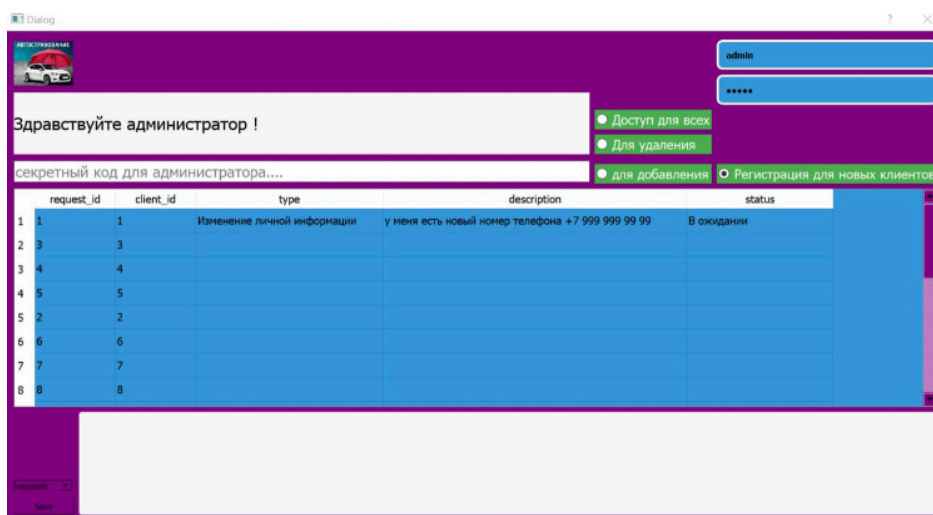 Dialog
?
АВТОСТРАХОВАНИЕ
admin
•••••
Здравствуйте администратор !
Доступ для всех
Для удаления
секретный код для администратора....
для добавления
Регистрация для новых клиентов
request_id client_id type description status
1 1 1 Изменение личной информации у меня есть новый номер телефона +7 999 999 99 99 В ожидании
2 3 3
3 4 4
4 5 5
5 2 2
6 6 6
7 7 7
8 8 8
requests
Save